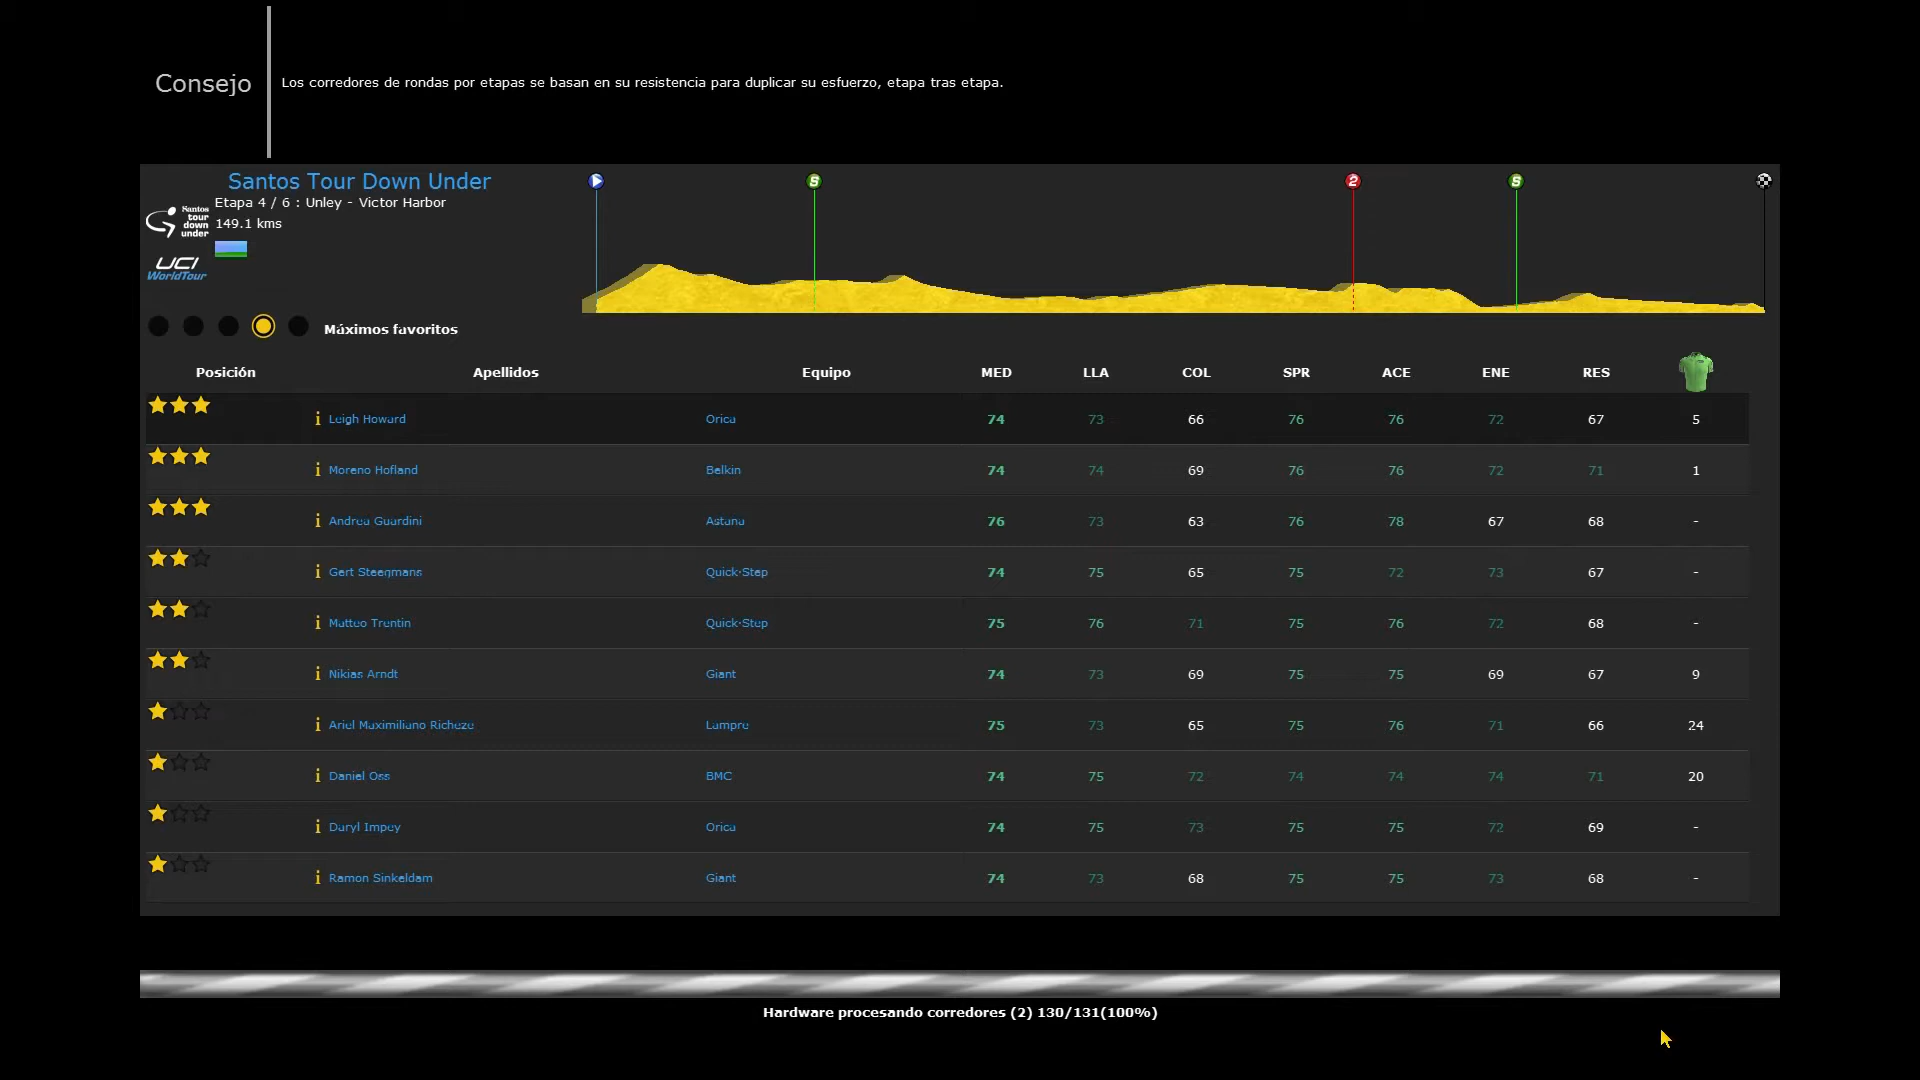 Consejo
Los corredores de rondas por etapas se basan en su resistencia para duplicar su esfuerzo, etapa tras etapa.
Santos Tour Down Under
Etapa 4 / 6 : Unley - Victor Harbor
149.1 kms
Santos
tour
down
under
UCI
WorldTour
S
2
S
Máximos favoritos
Posición Apellidos Equipo MED LLA COL SPR ACE ENE RES
i Leigh Howard Orica 74 73 66 76 76 72 67 5
i Moreno Hofland Belkin 74 74 69 76 76 72 71 1
i Andrea Guardini Astana 76 73 63 76 78 67 68 -
i Gert Steegmans Quick-Step 74 75 65 75 72 73 67 -
i Matteo Trentin Quick-Step 75 76 71 75 76 72 68 -
i Nikias Arndt Giant 74 73 69 75 75 69 67 9
i Ariel Maximiliano Richeze Lampre 75 73 65 75 76 71 66 24
i Daniel Oss BMC 74 75 72 74 74 74 71 20
i Daryl Impey Orica 74 75 73 75 75 72 69 -
i Ramon Sinkeldam Giant 74 73 68 75 75 73 68 -
Hardware procesando corredores (2) 130/131(100%)